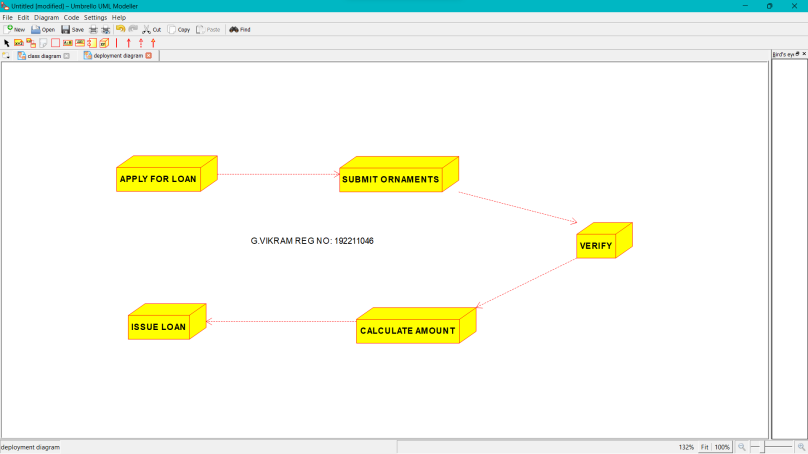 Untitled [modified] – Umbrello UML Modeller
File Edit Diagram Code Settings Help
New Open Save Cut Copy Paste Find
class diagram deployment diagram
Bird's eye
APPLY FOR LOAN
SUBMIT ORNAMENTS
VERIFY
G.VIKRAM REG NO: 192211046
ISSUE LOAN
CALCULATE AMOUNT
deployment diagram
132% Fit 100%